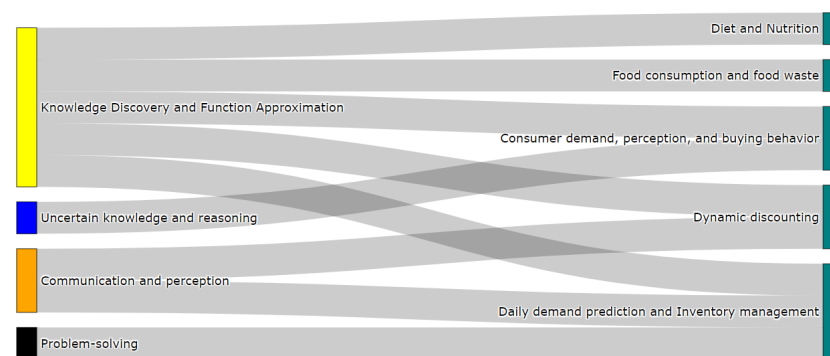 Diet and Nutrition
Food consumption and food waste
Knowledge Discovery and Function Approximation
Consumer demand, perception, and buying behavior
Uncertain knowledge and reasoning
Dynamic discounting
Communication and perception
Daily demand prediction and Inventory management
Problem-solving